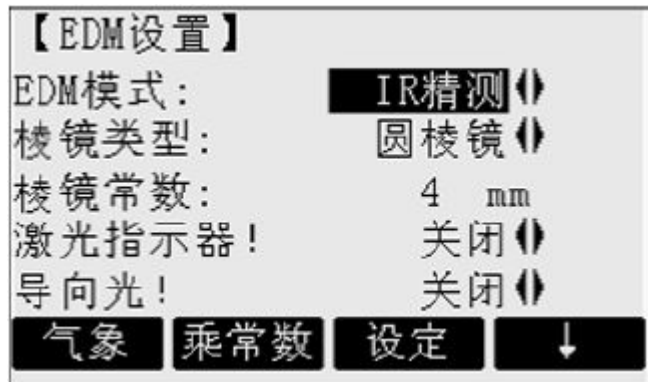 【EDM设置】
EDM模式: IR精测
棱镜类型: 圆棱镜
棱镜常数: 4 mm
激光指示器! 关闭
导向光! 关闭
气象 乘常数 设定 ↓